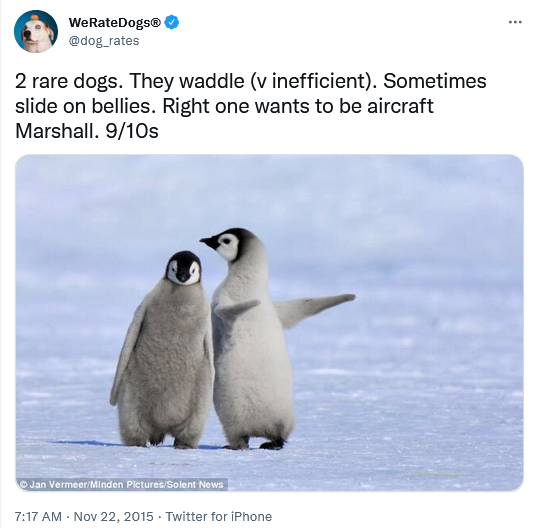 WeRateDogs®
@dog_rates
2 rare dogs. They waddle (v inefficient). Sometimes
slide on bellies. Right one wants to be aircraft
Marshall. 9/10s
© Jan Vermeer/Minden Pictures/Solent News
7:17 AM · Nov 22, 2015 · Twitter for iPhone